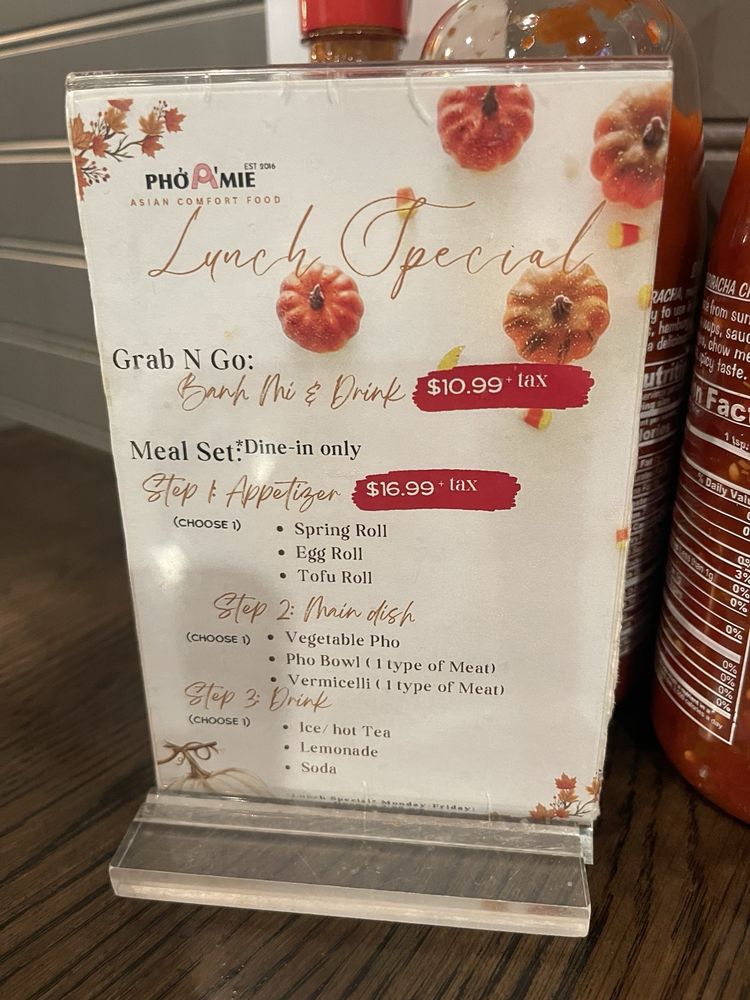 EST 2016
PHỞ A'MIE
ASIAN COMFORT FOOD
Lunch Special
Grab N Go:
Banh Mi & Drink $10.99 + tax
Meal Set:*Dine-in only
Step 1: Appetizer $16.99 + tax
(CHOOSE 1)
• Spring Roll
• Egg Roll
• Tofu Roll
Step 2: Main dish
(CHOOSE 1)
• Vegetable Pho
• Pho Bowl ( 1 type of Meat)
• Vermicelli ( 1 type of Meat)
Step 3: Drink
(CHOOSE 1)
• Ice/ hot Tea
• Lemonade
• Soda
Lunch Special: Monday-Friday!